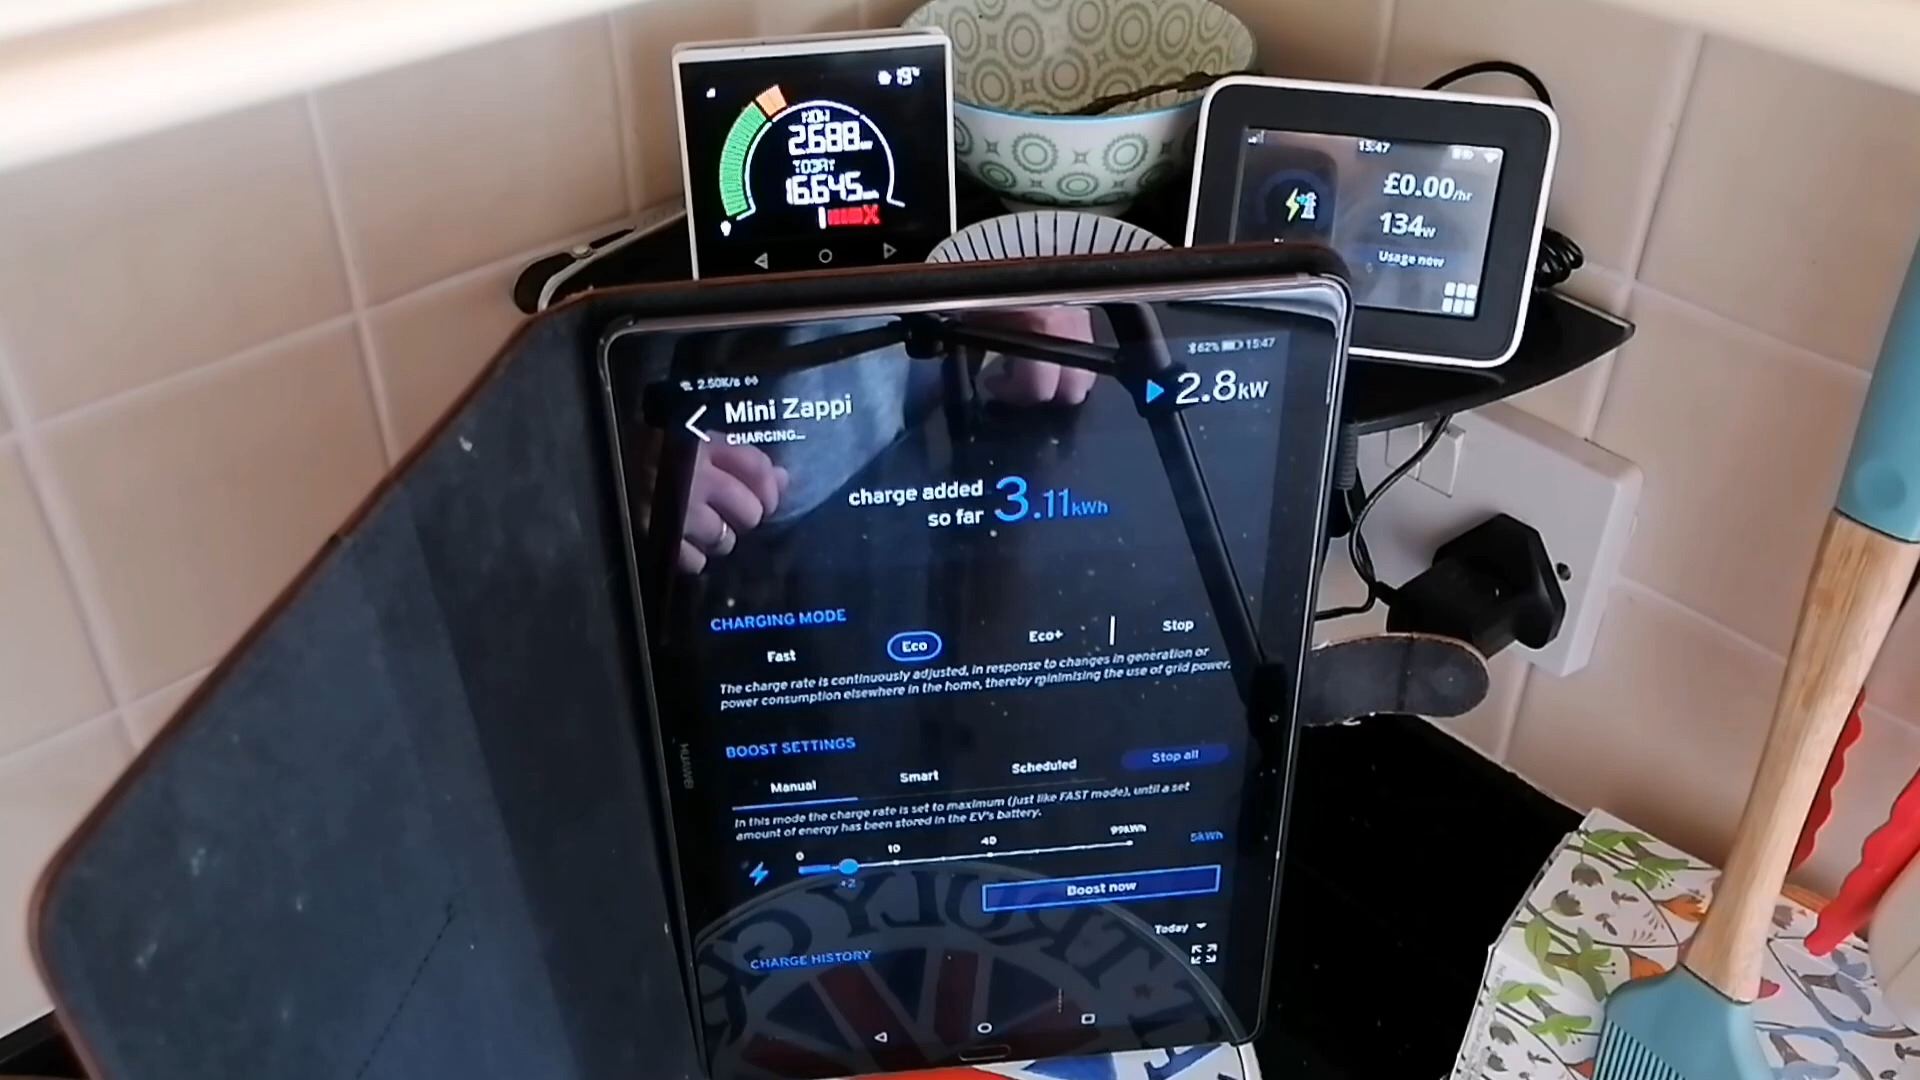 19°
NOW
2.688
TODAY
16.645
15:47
£0.00/hr
134w
Usage now
2.50K/s
62% 15:47
Mini Zappi
CHARGING...
2.8kW
charge added
so far
3.11kWh
CHARGING MODE
Fast Eco Eco+ Stop
The charge rate is continuously adjusted, in response to changes in generation or
power consumption elsewhere in the home, thereby minimising the use of grid power.
BOOST SETTINGS
Manual Smart Scheduled Stop all
In this mode the charge rate is set to maximum (just like FAST mode), until a set
amount of energy has been stored in the EV's battery.
0 10 40 99kWh 5kWh
+2
Boost now
Today
CHARGE HISTORY
HUAWEI